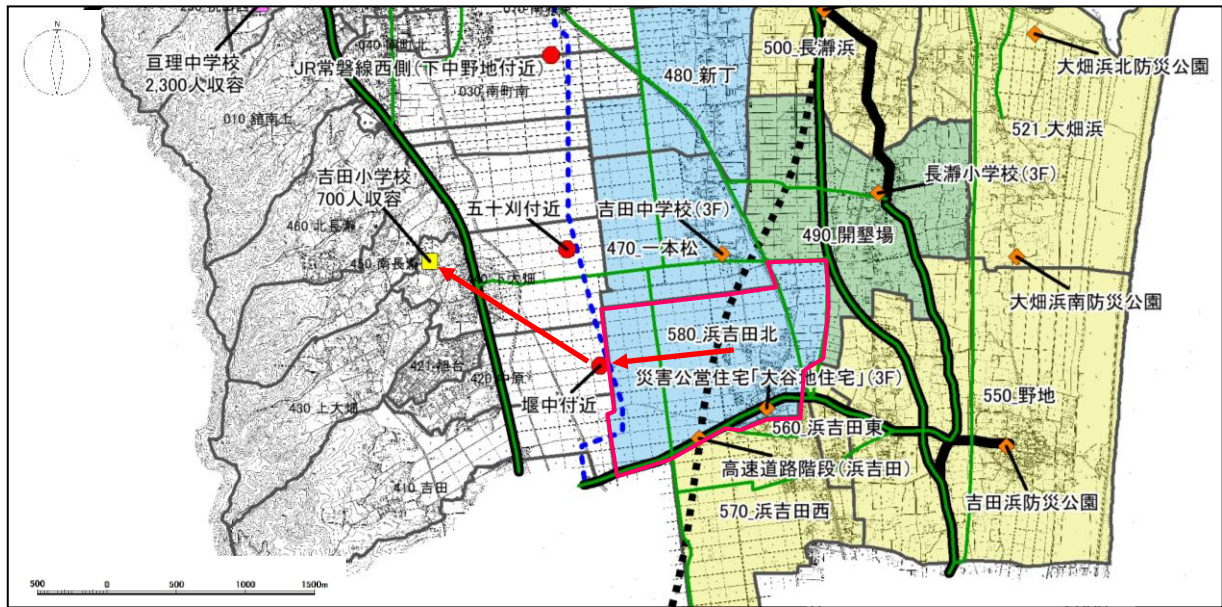 N
亘理中学校
2,300人収容
040_南町北
JR常磐線西側(下中野地付近)
030_南町南
010_舘南上
480_新丁
500_長瀞浜
大畑浜北防災公園
521_大畑浜
吉田小学校
700人収容
五十刈付近
吉田中学校(3F)
長瀞小学校(3F)
460_北長瀞
450_南長瀞
470_一本松
490_開墾場
大畑浜南防災公園
580_浜吉田北
堰中付近
災害公営住宅「大谷地住宅」(3F)
430_上大畑
420_中原
560_浜吉田東
550_野地
高速道路階段(浜吉田)
410_吉田
570_浜吉田西
吉田浜防災公園
500 0 500 1000 1500m